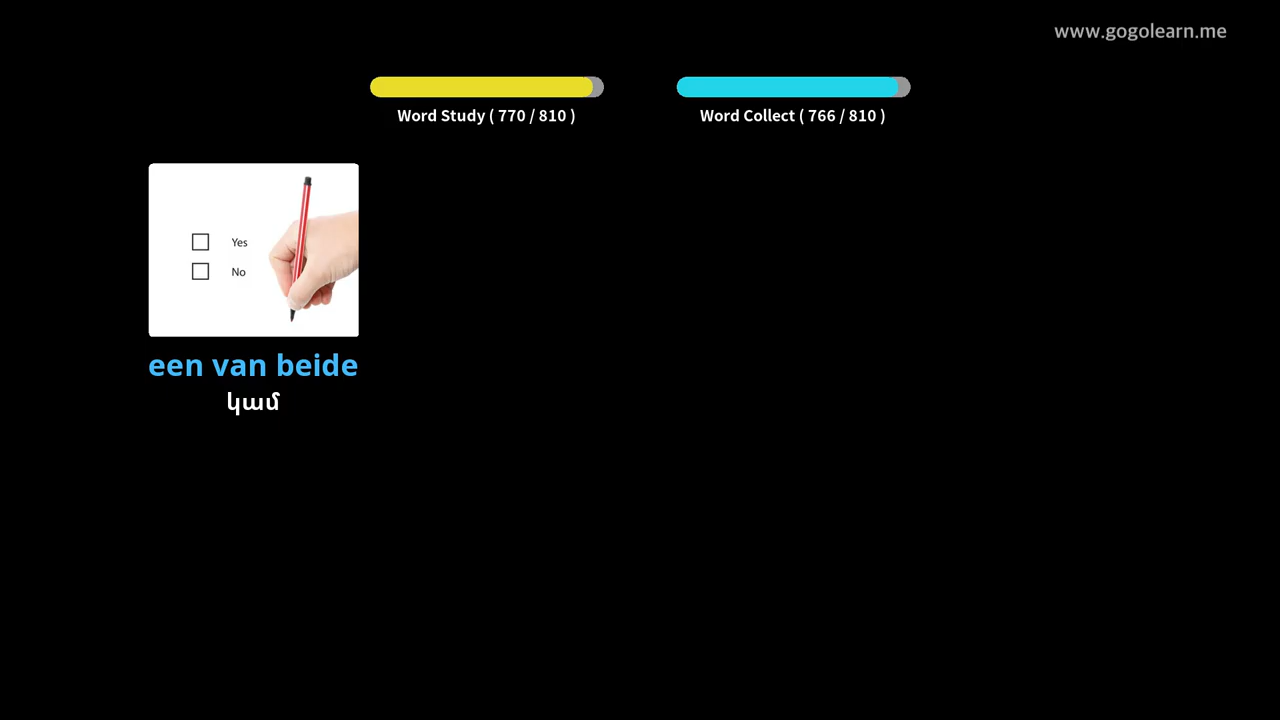 www.gogolearn.me
Word Study ( 770 / 810 )
Word Collect ( 766 / 810 )
Yes
No
een van beide
կամ